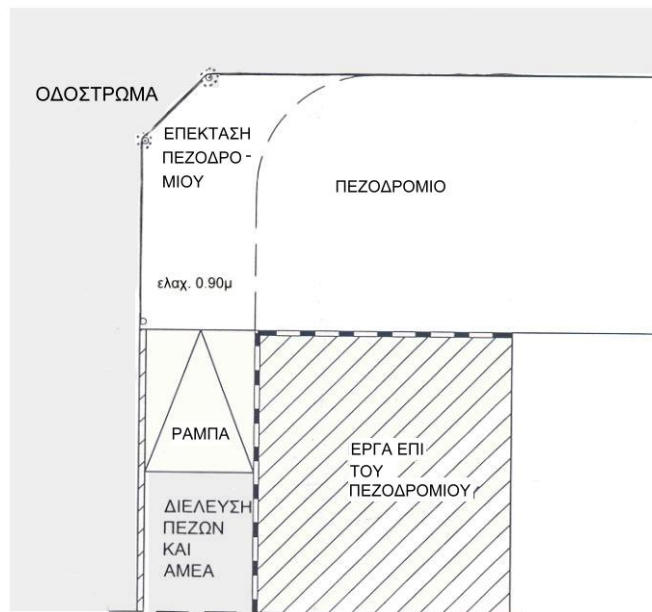 ΟΔΟΣΤΡΩΜΑ
ΕΠΕΚΤΑΣΗ
ΠΕΖΟΔΡΟ-
ΜΙΟΥ
ΠΕΖΟΔΡΟΜΙΟ
ελαχ. 0.90μ
ΡΑΜΠΑ
ΕΡΓΑ ΕΠΙ
ΤΟΥ
ΠΕΖΟΔΡΟΜΙΟΥ
ΔΙΕΛΕΥΣΗ
ΠΕΖΩΝ
ΚΑΙ
ΑΜΕΑ